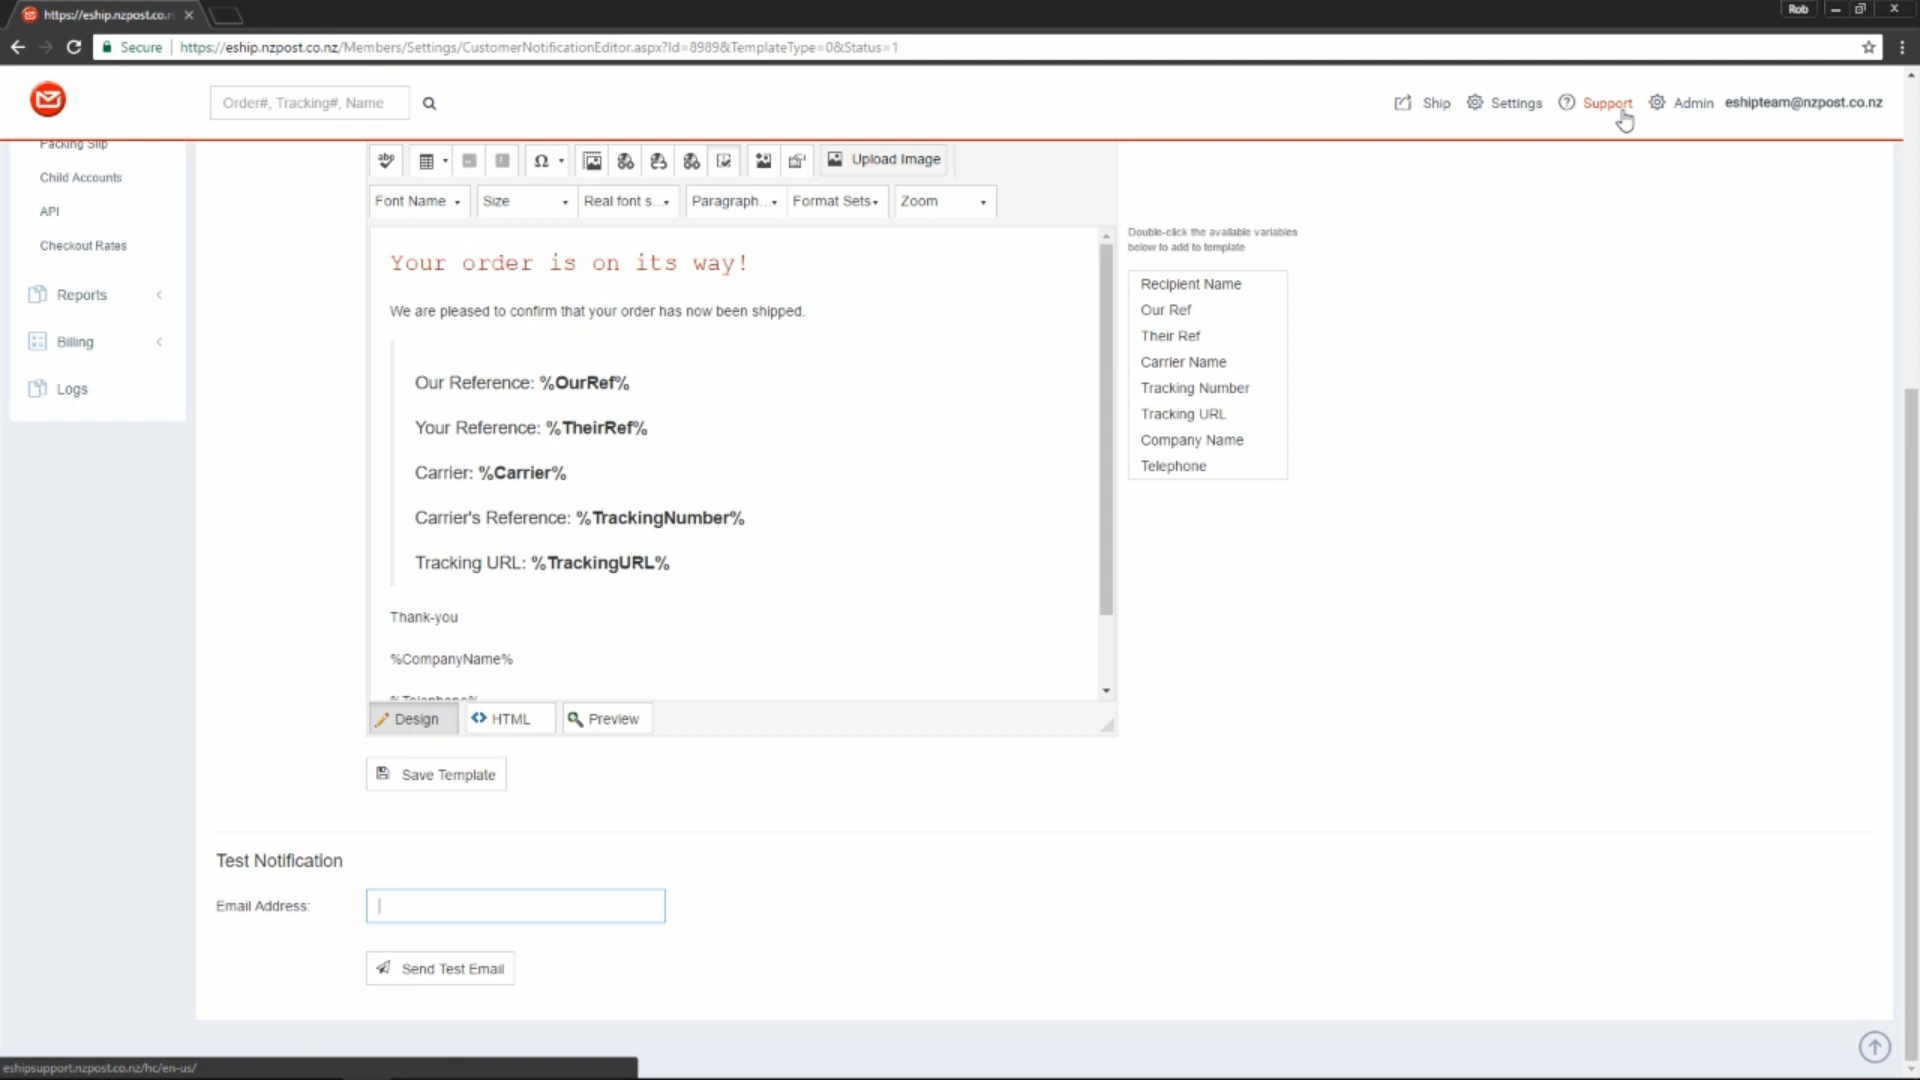 https://eship.nzpost.co.n
Rob
Secure
https://eship.nzpost.co.nz/Members/Settings/CustomerNotificationEditor.aspx?Id=8989&TemplateType=0&Status=1
Order#, Tracking#, Name
Ship
Settings
Support
Admin
eshipteam@nzpost.co.nz
Packing Slip
Child Accounts
API
Checkout Rates
Reports
Billing
Logs
abc
Ω
Upload Image
Font Name
Size
Real font s...
Paragraph...
Format Sets
Zoom
Your order is on its way!
We are pleased to confirm that your order has now been shipped.
Our Reference: %OurRef%
Your Reference: %TheirRef%
Carrier: %Carrier%
Carrier's Reference: %TrackingNumber%
Tracking URL: %TrackingURL%
Thank-you
%CompanyName%
%Telephone%
Double-click the available variables
below to add to template
Recipient Name
Our Ref
Their Ref
Carrier Name
Tracking Number
Tracking URL
Company Name
Telephone
Design
HTML
Preview
Save Template
Test Notification
Email Address:
Send Test Email
eshipsupport.nzpost.co.nz/hc/en-us/